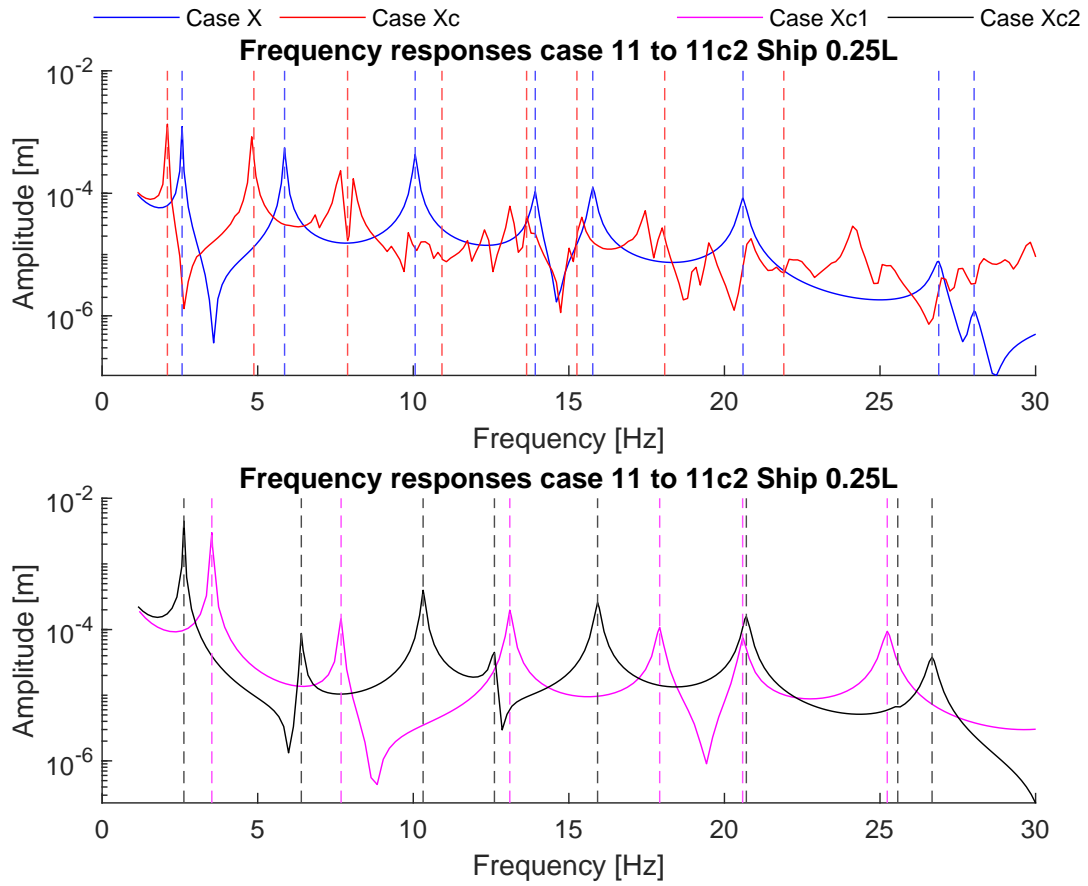 Case X Case Xc Case Xc1 Case Xc2
Frequency responses case 11 to 11c2 Ship 0.25L
Amplitude [m]
10^-2
10^-4
10^-6
0 5 10 15 20 25 30
Frequency [Hz]
Frequency responses case 11 to 11c2 Ship 0.25L
Amplitude [m]
10^-2
10^-4
10^-6
0 5 10 15 20 25 30
Frequency [Hz]